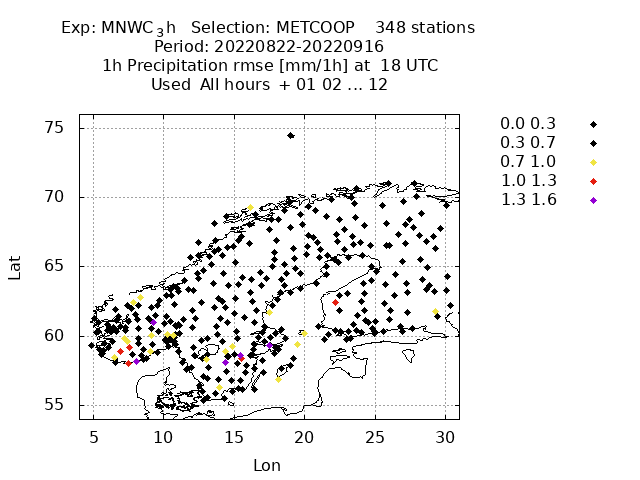 Exp: MNWC_3h   Selection: METCOOP    348 stations
Period: 20220822-20220916
1h Precipitation rmse [mm/1h] at  18 UTC
Used  All hours  + 01 02 ... 12
0.0 0.3
0.3 0.7
0.7 1.0
1.0 1.3
1.3 1.6
75
70
65
60
55
Lat
5 10 15 20 25 30
Lon